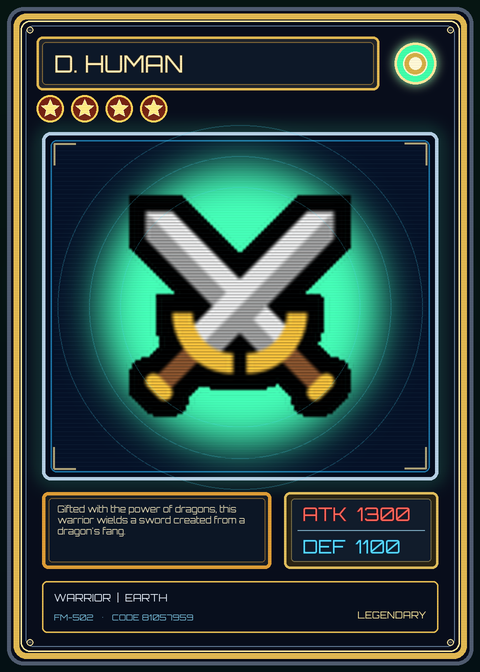 D. HUMAN
Gifted with the power of dragons, this
warrior wields a sword created from a
dragon's fang.
ATK 1300
DEF 1100
WARRIOR | EARTH
FM-502 · CODE 81057959
LEGENDARY